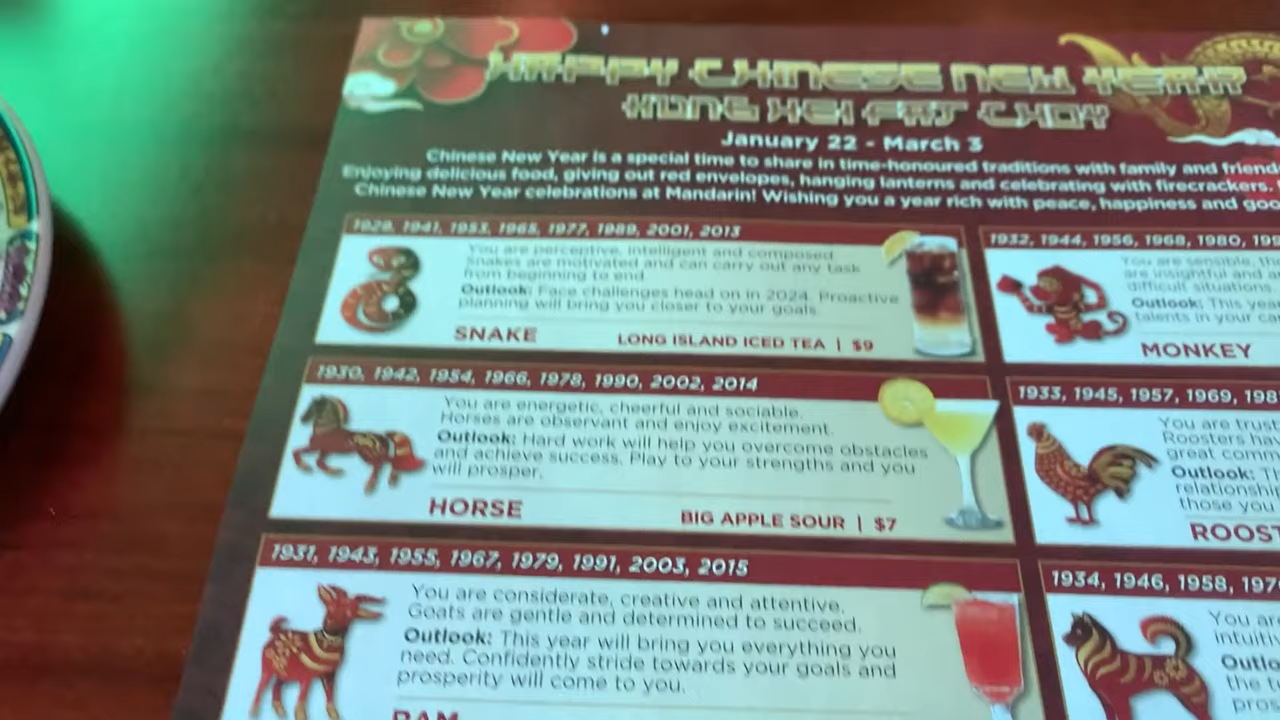 HAPPY CHINESE NEW YEAR
KUNG HEI FAT CHOY
January 22 - March 3
Chinese New Year is a special time to share in time-honoured traditions with family and
Enjoying delicious food, giving out red envelopes, hanging lanterns and celebrating with firecrackers.
Chinese New Year celebrations at Mandarin! Wishing you a year rich with peace, happiness and
1929, 1941, 1953, 1965, 1977, 1989, 2001, 2013
You are perceptive, intelligent and composed
Snakes are motivated and can carry out any task
from beginning to end
Outlook: Face challenges head on in 2024. Proactive
planning will bring you closer to your goals.
SNAKE LONG ISLAND ICED TEA | $9
1930, 1942, 1954, 1966, 1978, 1990, 2002, 2014
You are energetic, cheerful and sociable.
Horses are observant and enjoy excitement.
Outlook: Hard work will help you overcome obstacles
and achieve success. Play to your strengths and you
will prosper.
HORSE BIG APPLE SOUR | $7
1931, 1943, 1955, 1967, 1979, 1991, 2003, 2015
You are considerate, creative and attentive.
Goats are gentle and determined to succeed.
Outlook: This year will bring you everything you
need. Confidently stride towards your goals and
prosperity will come to you.
RAM
1932, 1944, 1956, 1968, 1980,
You are sensible,
are insightful and
difficult situations.
Outlook: This year
talents in your
MONKEY
1933, 1945, 1957, 1969, 198
You are trust
Roosters
great comm
Outlook:
relationship
those you
ROOST
1934, 1946, 1958, 197
You are
intuiti
Outlo
the
pros